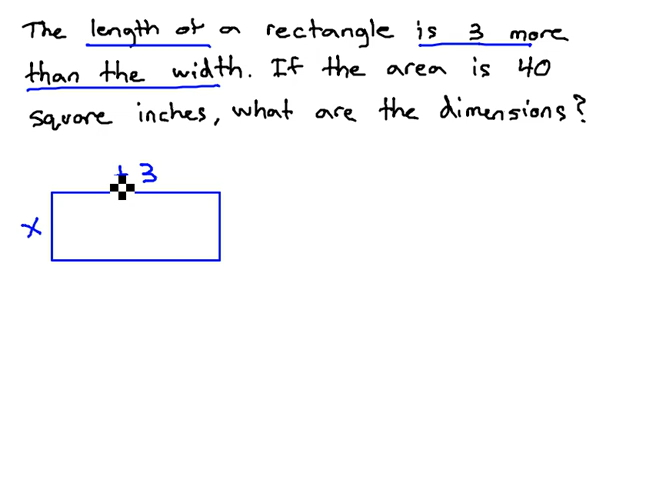 The length of a rectangle is 3 more
than the width. If the area is 40
square inches, what are the dimensions?
+ 3
x